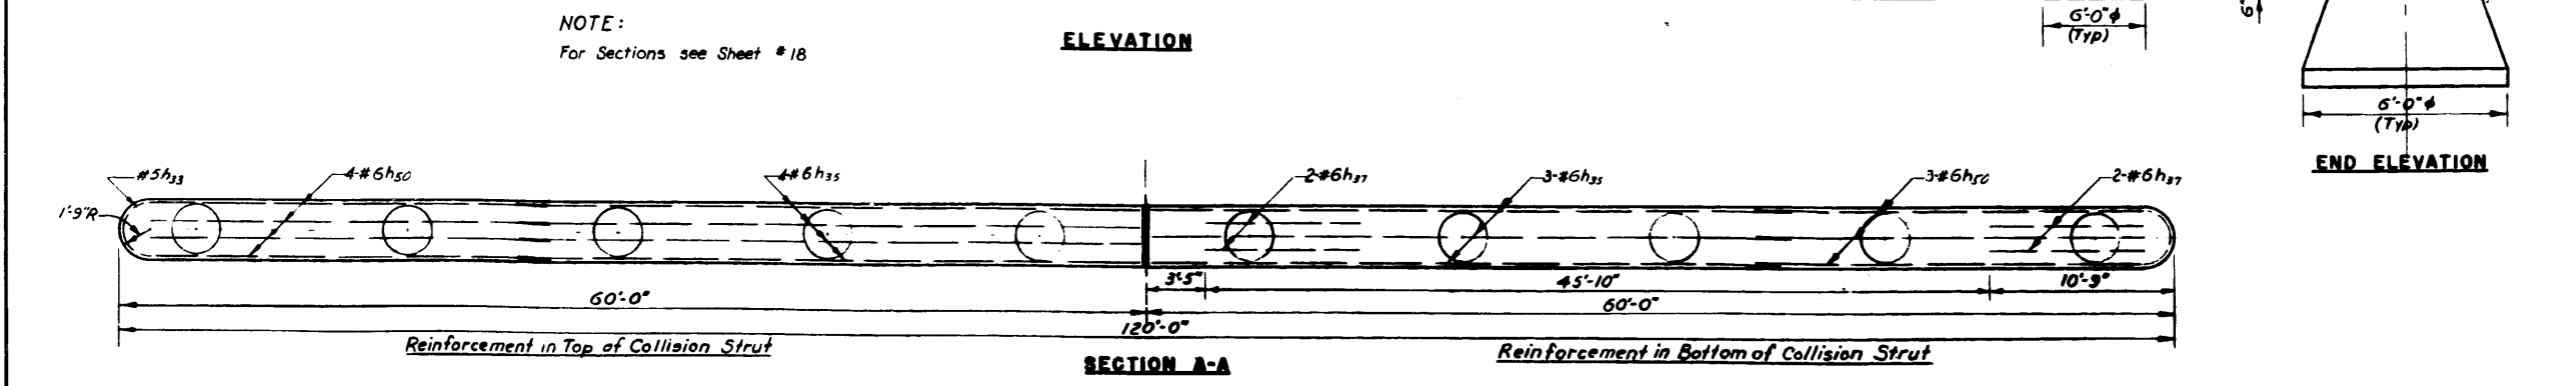 NOTE:
For Sections see Sheet #18
ELEVATION
6'-0"ϕ
(Typ)
6'-0"ϕ
(Typ)
END ELEVATION
#5h33
4-#6h50
4-#6h35
2-#6h37
3-#6h35
3-#6h50
2-#6h37
1'-9"R
3'-5"
45'-10"
10'-9"
60'-0"
60'-0"
120'-0"
Reinforcement in Top of Collision Strut
Reinforcement in Bottom of Collision Strut
SECTION A-A